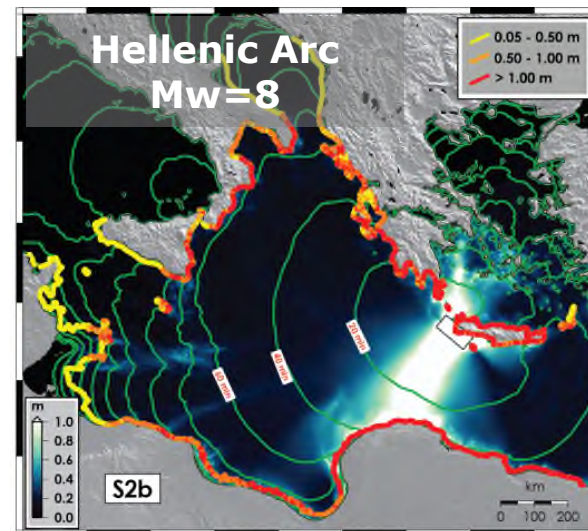 Hellenic Arc
Mw=8
0.05 - 0.50 m
0.50 - 1.00 m
> 1.00 m
20 min
40 min
60 min
m
1.0
0.8
0.6
0.4
0.2
0.0
S2b
km
0 100 200